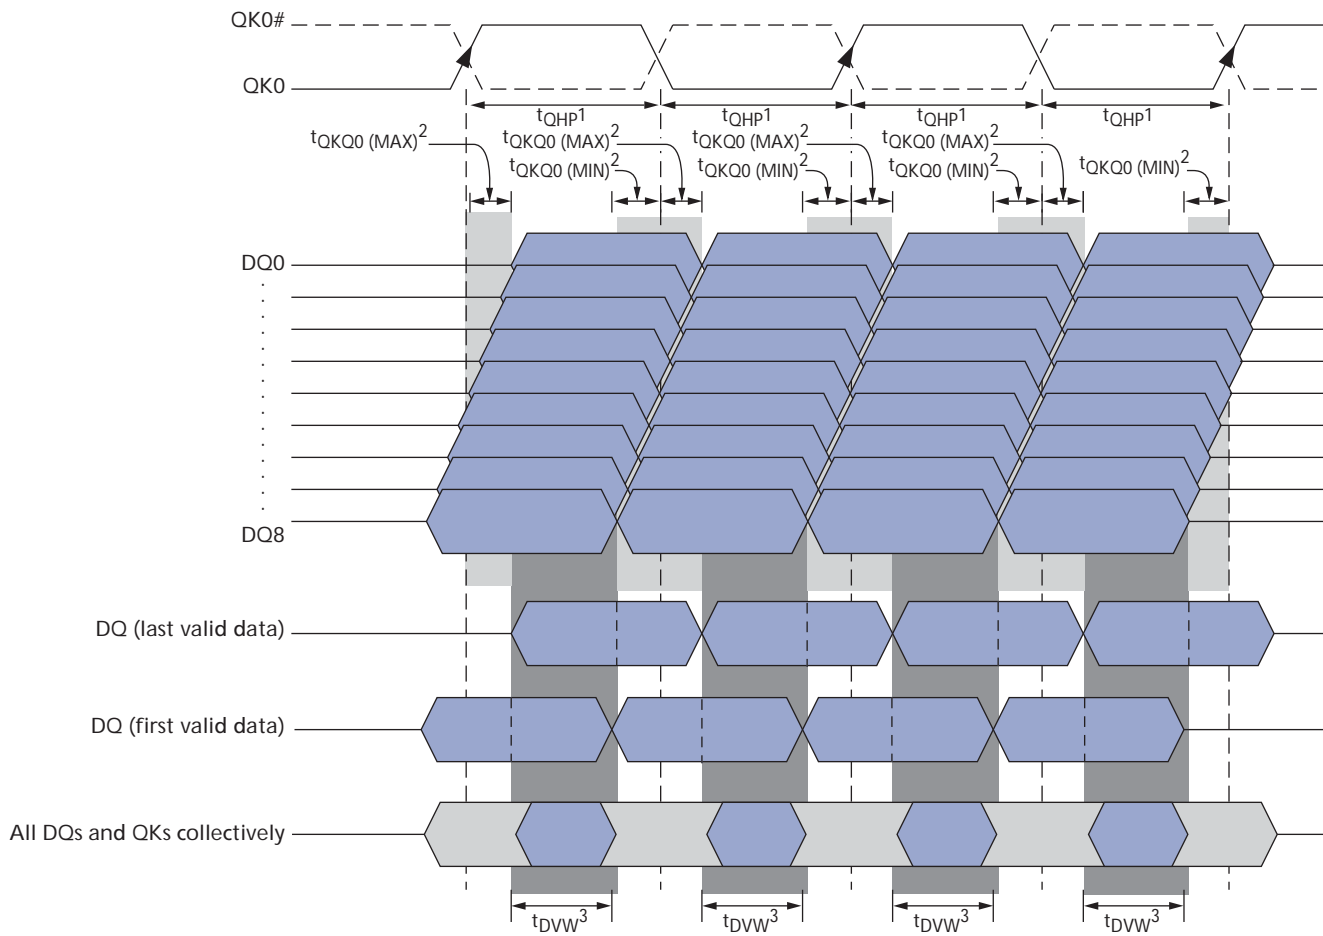 QK0#
QK0
tQHP1 tQHP1 tQHP1 tQHP1
tQKQ0 (MAX)2 tQKQ0 (MAX)2 tQKQ0 (MAX)2 tQKQ0 (MAX)2
tQKQ0 (MIN)2 tQKQ0 (MIN)2 tQKQ0 (MIN)2 tQKQ0 (MIN)2
DQ0
DQ8
DQ (last valid data)
DQ (first valid data)
All DQs and QKs collectively
tDVW3 tDVW3 tDVW3 tDVW3